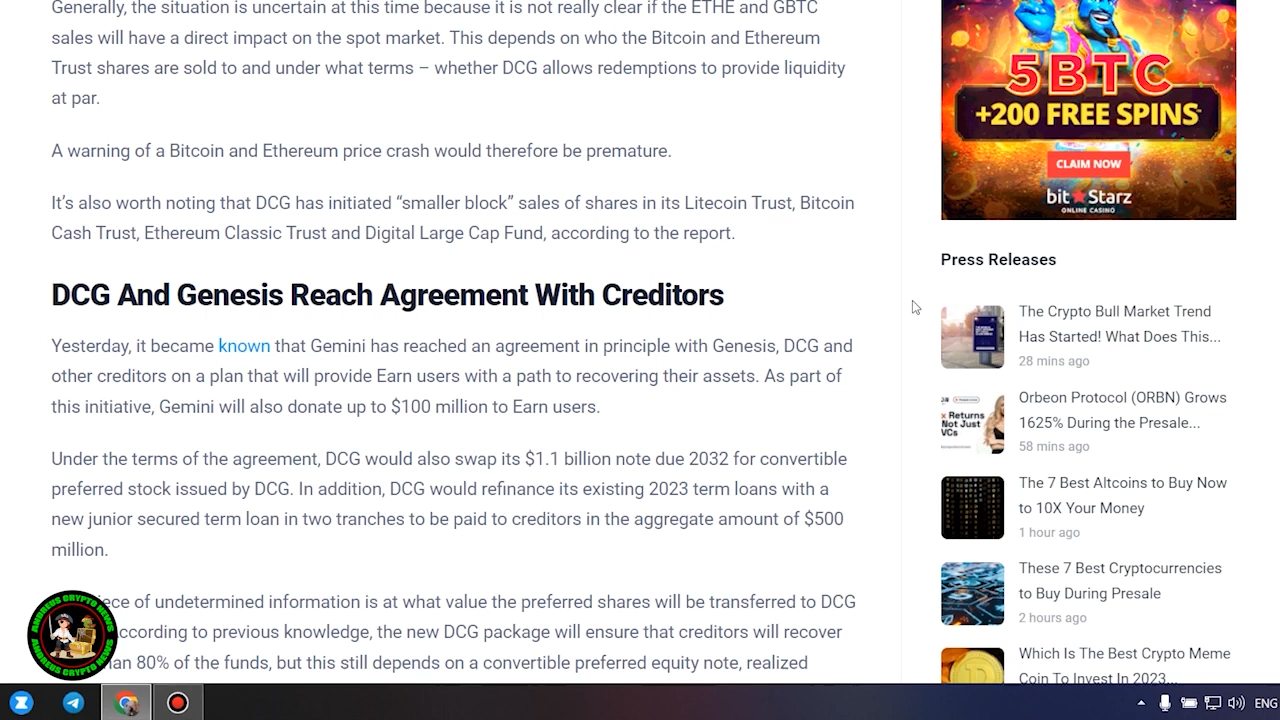 Generally, the situation is uncertain at this time because it is not really clear if the ETHE and GBTC
sales will have a direct impact on the spot market. This depends on who the Bitcoin and Ethereum
Trust shares are sold to and under what terms – whether DCG allows redemptions to provide liquidity
at par.
A warning of a Bitcoin and Ethereum price crash would therefore be premature.
It's also worth noting that DCG has initiated “smaller block” sales of shares in its Litecoin Trust, Bitcoin
Cash Trust, Ethereum Classic Trust and Digital Large Cap Fund, according to the report.
DCG And Genesis Reach Agreement With Creditors
Yesterday, it became known that Gemini has reached an agreement in principle with Genesis, DCG and
other creditors on a plan that will provide Earn users with a path to recovering their assets. As part of
this initiative, Gemini will also donate up to $100 million to Earn users.
Under the terms of the agreement, DCG would also swap its $1.1 billion note due 2032 for convertible
preferred stock issued by DCG. In addition, DCG would refinance its existing 2023 term loans with a
new junior secured term loan in two tranches to be paid to creditors in the aggregate amount of $500
million.
iece of undetermined information is at what value the preferred shares will be transferred to DCG
ccording to previous knowledge, the new DCG package will ensure that creditors will recover
an 80% of the funds, but this still depends on a convertible preferred equity note, realized
5BTC
+200 FREE SPINS
CLAIM NOW
bit Starz
ONLINE CASINO
Press Releases
The Crypto Bull Market Trend
Has Started! What Does This...
28 mins ago
Returns
Not Just
VCs
Orbeon Protocol (ORBN) Grows
1625% During the Presale...
58 mins ago
The 7 Best Altcoins to Buy Now
to 10X Your Money
1 hour ago
These 7 Best Cryptocurrencies
to Buy During Presale
2 hours ago
Which Is The Best Crypto Meme
Coin To Invest In 2023...
ANDREUS CRYPTO NEWS
ANDREUS CRYPTO NEWS
ENG